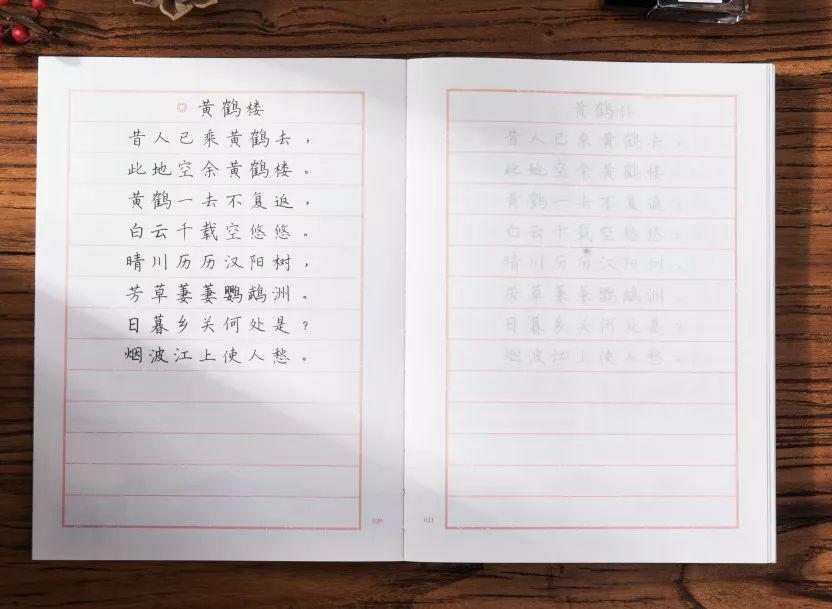 黄鹤楼
昔人已乘黄鹤去，
此地空余黄鹤楼。
黄鹤一去不复返，
白云千载空悠悠。
晴川历历汉阳树，
芳草萋萋鹦鹉洲。
日暮乡关何处是？
烟波江上使人愁。
黄鹤楼
昔人已乘黄鹤去，
此地空余黄鹤楼
黄鹤一去不复返，
白云千载空悠悠。
晴川历历汉阳树，
芳草萋萋鹦鹉洲。
日暮乡关何处是？
烟波江上使人愁。